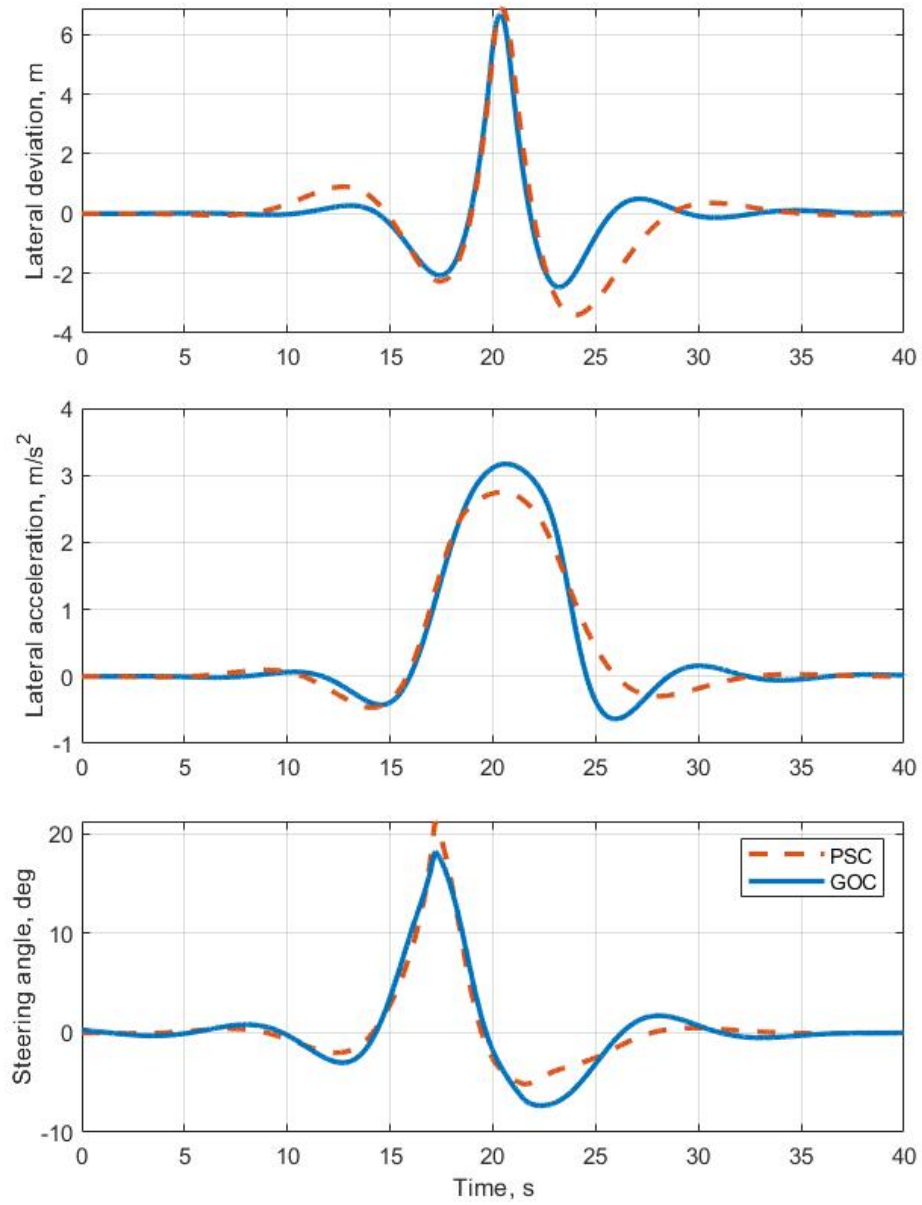 Lateral deviation, m
6
4
2
0
-2
-4
0 5 10 15 20 25 30 35 40
Lateral acceleration, m/s²
4
3
2
1
0
-1
0 5 10 15 20 25 30 35 40
Steering angle, deg
20
10
0
-10
PSC
GOC
0 5 10 15 20 25 30 35 40
Time, s